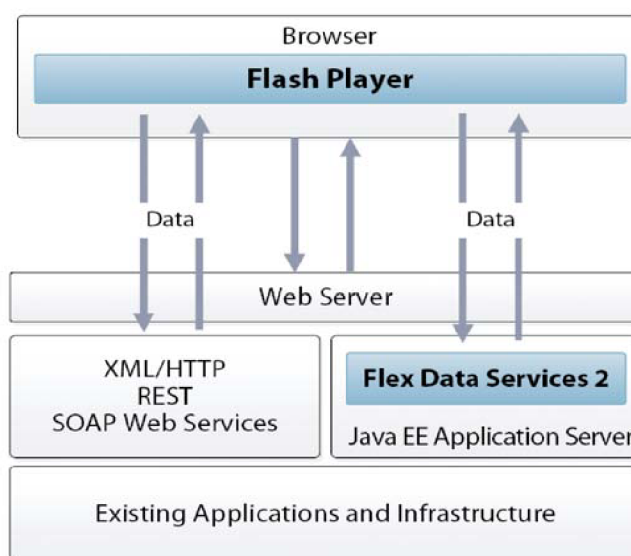 Browser
Flash Player
Data
Data
Web Server
XML/HTTP
REST
SOAP Web Services
Flex Data Services 2
Java EE Application Server
Existing Applications and Infrastructure